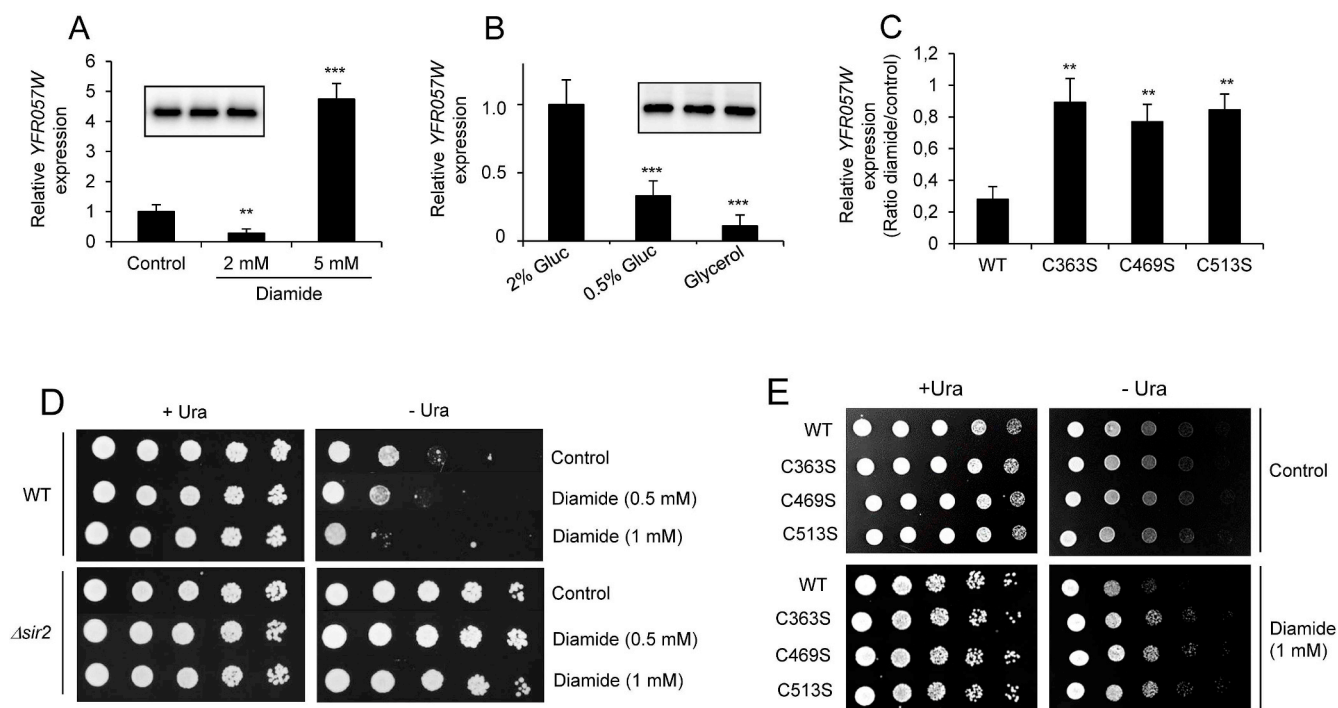 A
Relative YFR057W
expression
6
5
4
3
2
1
0
***
**
Control
2 mM
5 mM
Diamide
B
Relative YFR057W
expression
1.0
0.5
0
***
***
2% Gluc
0.5% Gluc
Glycerol
C
Relative YFR057W
expression
(Ratio diamide/control)
1,2
1
0,8
0,6
0,4
0,2
0
**
**
**
WT
C363S
C469S
C513S
D
+ Ura
- Ura
WT
Control
Diamide (0.5 mM)
Diamide (1 mM)
Δsir2
Control
Diamide (0.5 mM)
Diamide (1 mM)
E
+Ura
- Ura
WT
C363S
C469S
C513S
Control
WT
C363S
C469S
C513S
Diamide
(1 mM)